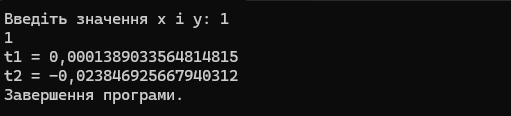 Введіть значення x і y: 1
1
t1 = 0,0001389033564814815
t2 = -0,023846925667940312
Завершення програми.